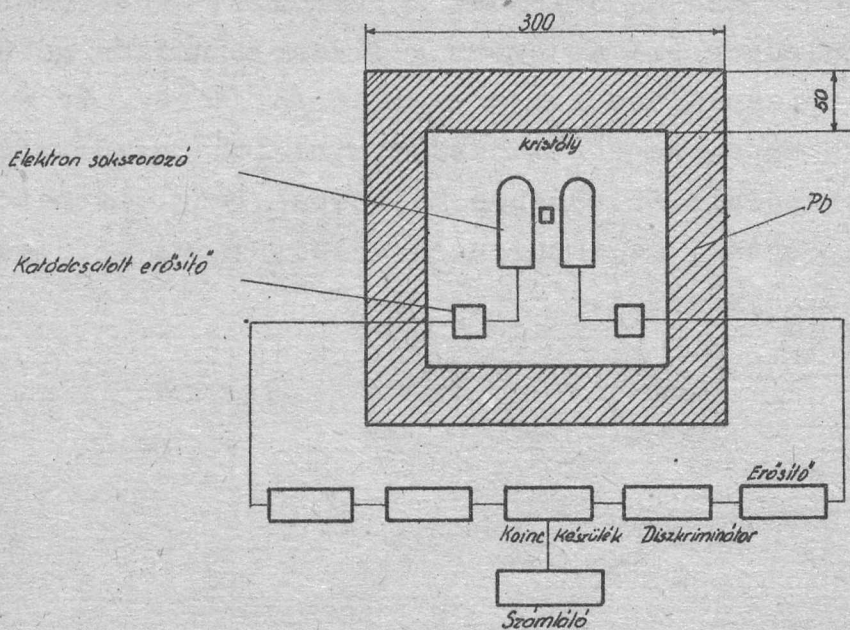 300
50
kristály
Elektron sokszorozó
Pb
Katódcsatolt erősítő
Erősítő
Koinc készülék
Diszkriminátor
Számláló